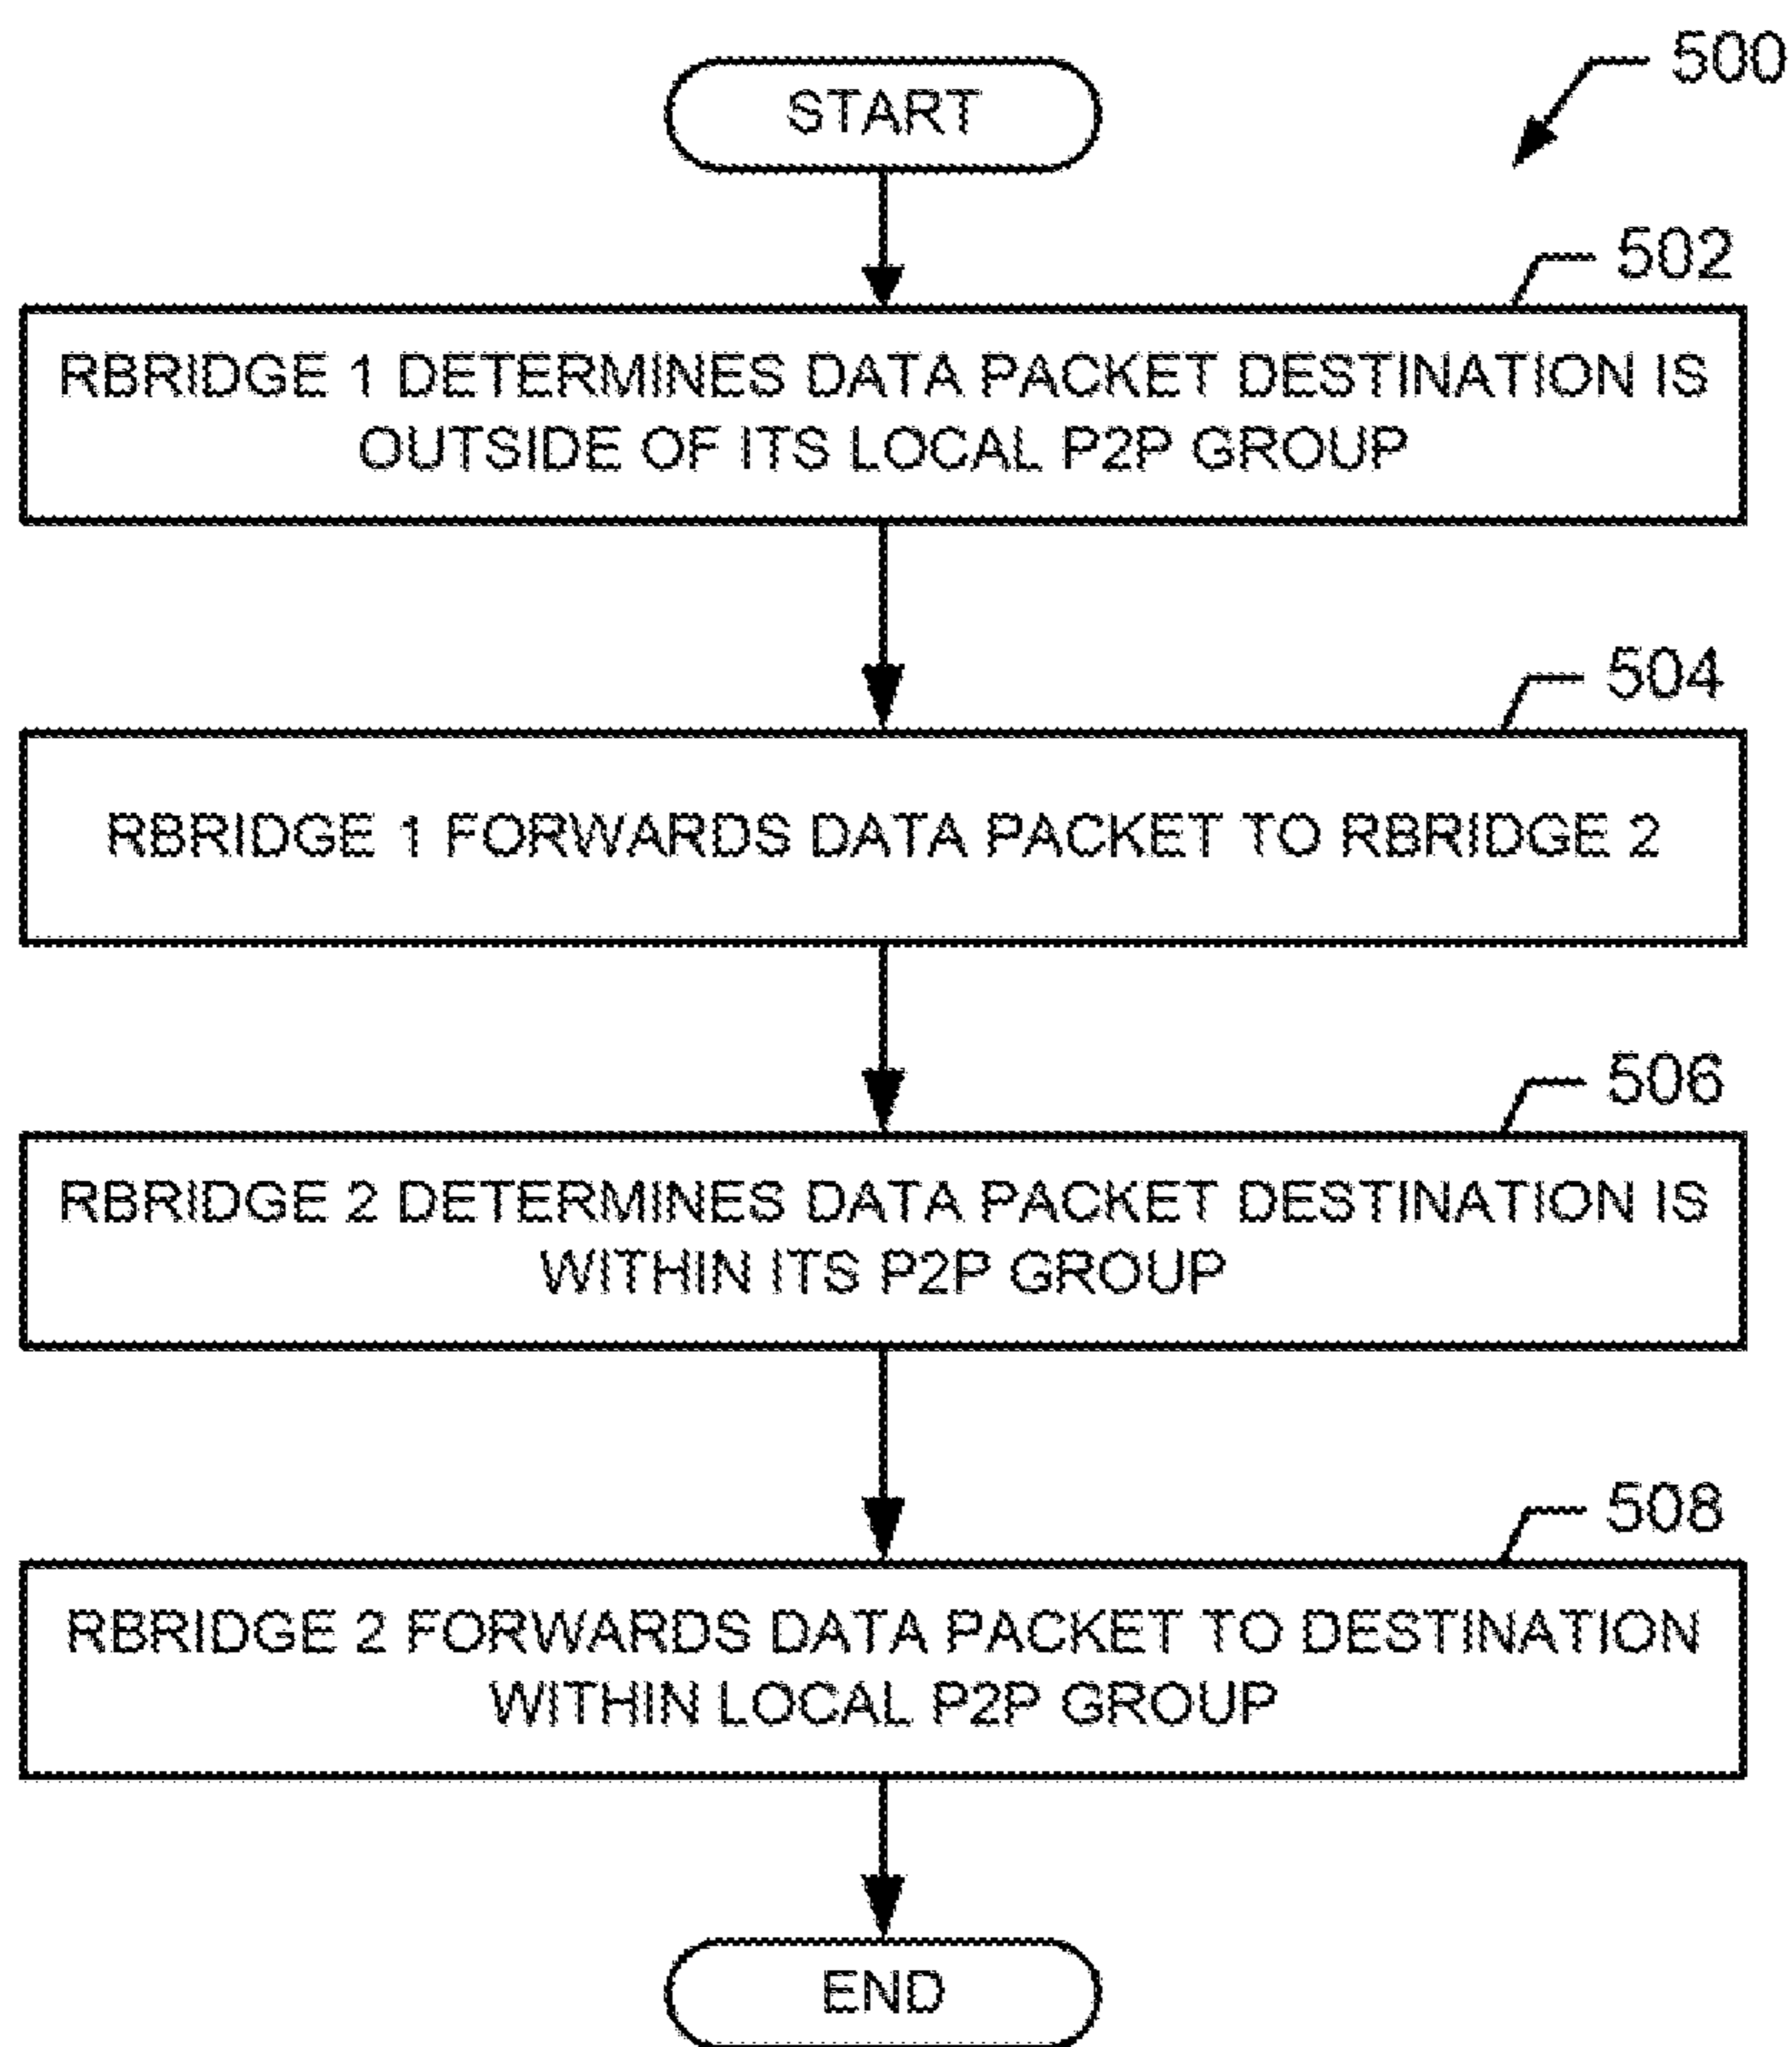 START
500
502
RBRIDGE 1 DETERMINES DATA PACKET DESTINATION IS
OUTSIDE OF ITS LOCAL P2P GROUP
504
RBRIDGE 1 FORWARDS DATA PACKET TO RBRIDGE 2
506
RBRIDGE 2 DETERMINES DATA PACKET DESTINATION IS
WITHIN ITS P2P GROUP
508
RBRIDGE 2 FORWARDS DATA PACKET TO DESTINATION
WITHIN LOCAL P2P GROUP
END